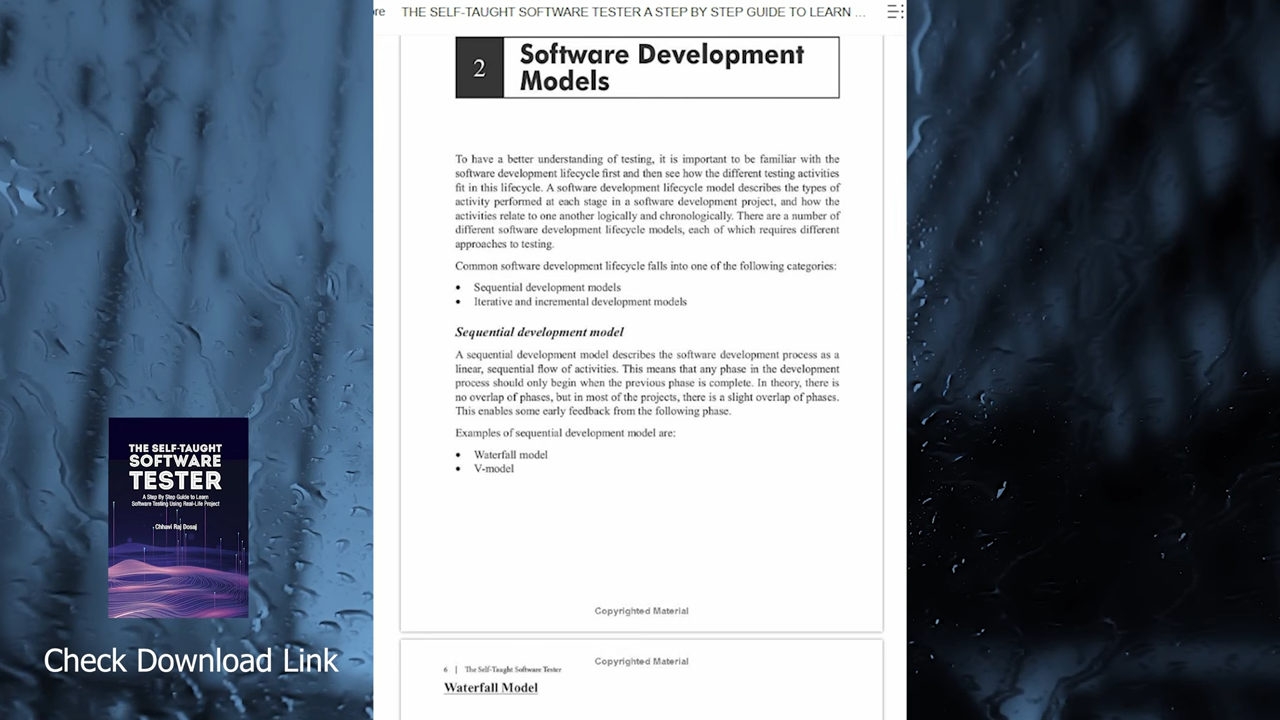 ore THE SELF-TAUGHT SOFTWARE TESTER A STEP BY STEP GUIDE TO LEARN ...
2
Software Development
Models
To have a better understanding of testing, it is important to be familiar with the
software development lifecycle first and then see how the different testing activities
fit in this lifecycle. A software development lifecycle model describes the types of
activity performed at each stage in a software development project, and how the
activities relate to one another logically and chronologically. There are a number of
different software development lifecycle models, each of which requires different
approaches to testing.
Common software development lifecycle falls into one of the following categories:
• Sequential development models
• Iterative and incremental development models
Sequential development model
A sequential development model describes the software development process as a
linear, sequential flow of activities. This means that any phase in the development
process should only begin when the previous phase is complete. In theory, there is
no overlap of phases, but in most of the projects, there is a slight overlap of phases.
This enables some early feedback from the following phase.
Examples of sequential development model are:
• Waterfall model
• V-model
Copyrighted Material
Copyrighted Material
6 | The Self-Taught Software Tester
Waterfall Model
THE SELF-TAUGHT
SOFTWARE
TESTER
A Step By Step Guide to Learn
Software Testing Using Real-Life Project
Chhavi Raj Dosaj
Check Download Link